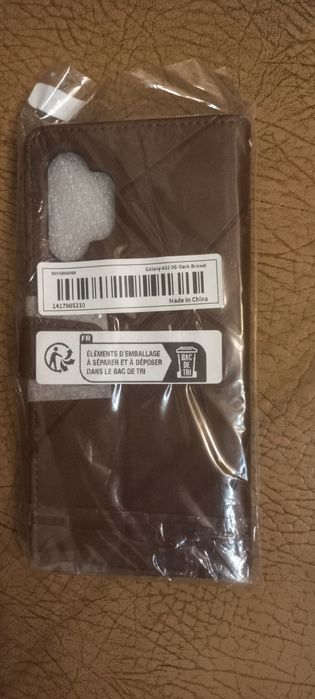 Galaxy A32 5G-Dark Brown
1417905210
Made in China
FR
ÉLÉMENTS D'EMBALLAGE
À SÉPARER ET À DÉPOSER
DANS LE BAC DE TRI
BAC
DE
TRI